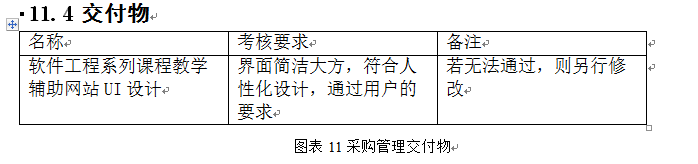 11.4 交付物
名称 考核要求 备注
软件工程系列课程教学 界面简洁大方，符合人 若无法通过，则另行修
辅助网站 UI 设计 性化设计，通过用户的 改
要求
图表 11 采购管理交付物